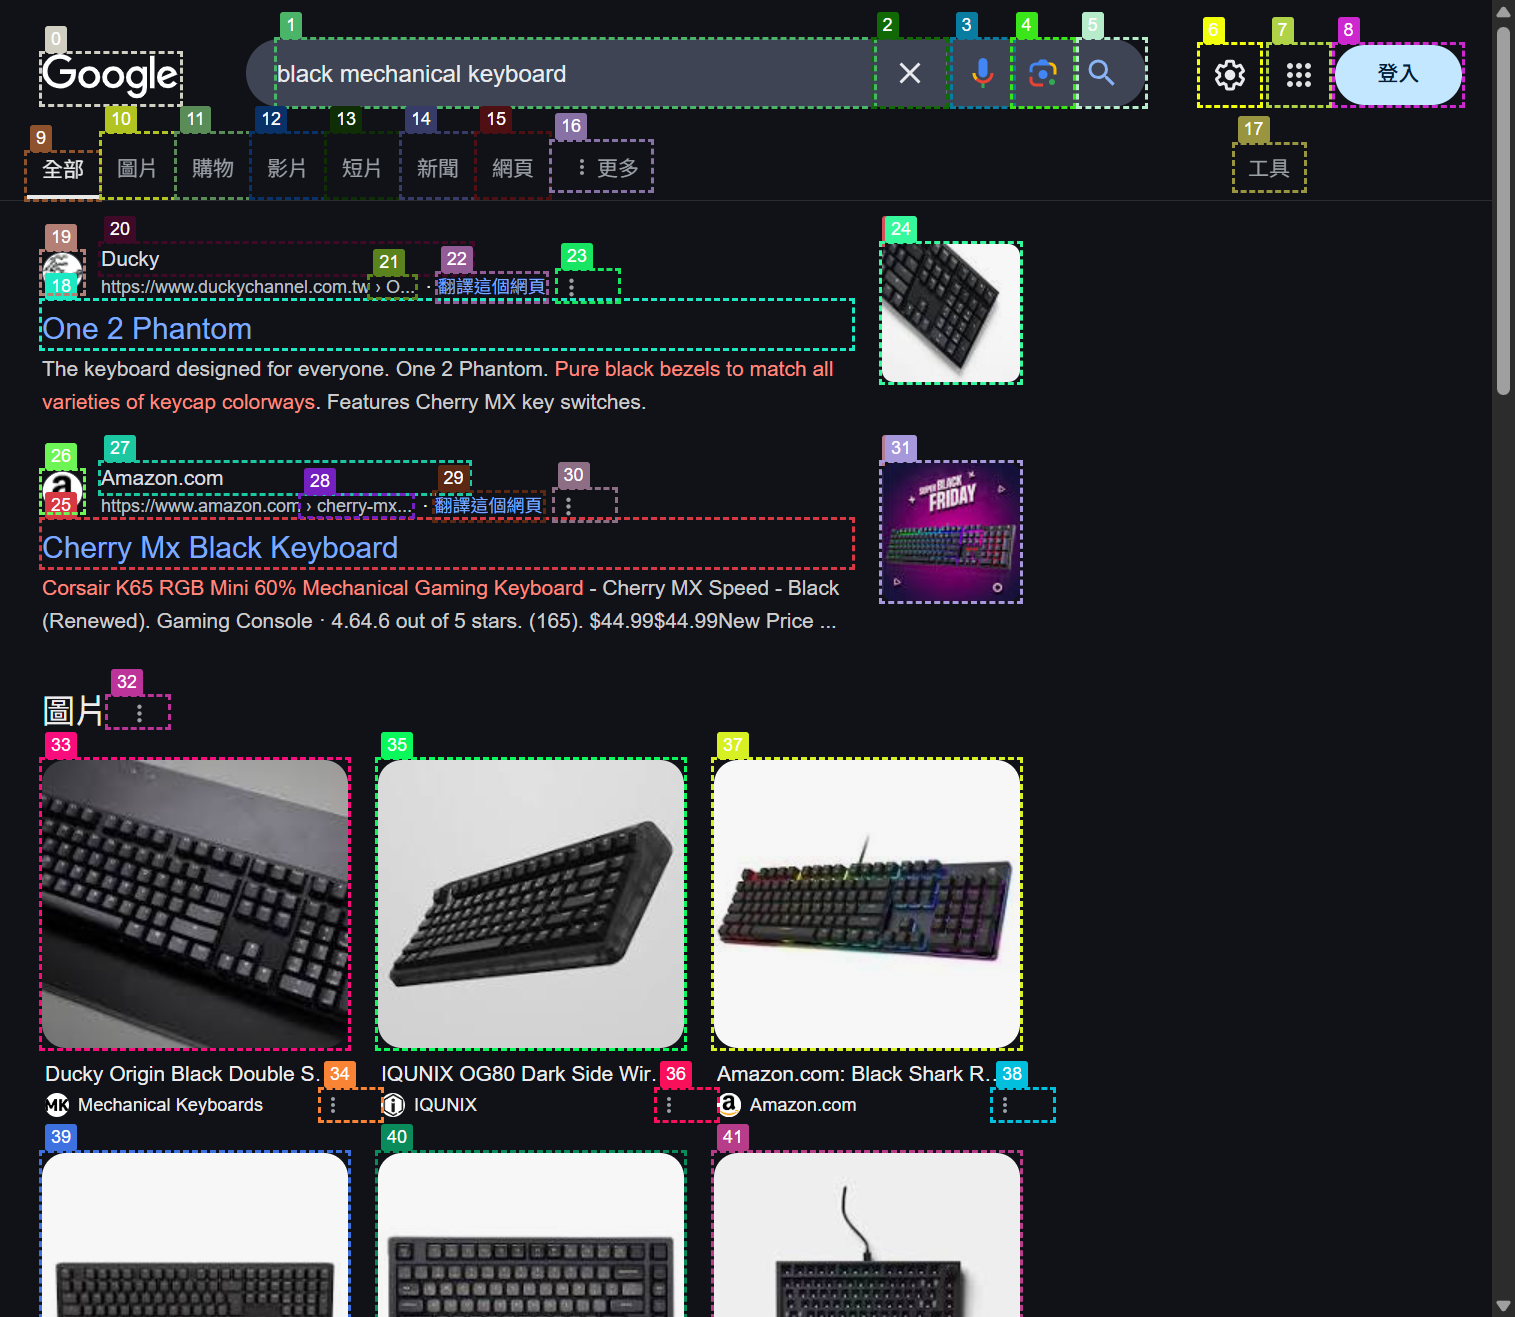 0
1
2
3
4
5
6
7
8
Google
black mechanical keyboard
登入
9
10
11
12
13
14
15
16
17
全部
圖片
購物
影片
短片
新聞
網頁
更多
工具
19
20
21
22
23
24
Ducky
18
https://www.duckychannel.com.tw › O...
· 翻譯這個網頁
One 2 Phantom
The keyboard designed for everyone. One 2 Phantom. Pure black bezels to match all
varieties of keycap colorways. Features Cherry MX key switches.
26
27
28
29
30
31
Amazon.com
25
https://www.amazon.com › cherry-mx...
· 翻譯這個網頁
SUPER BLACK
FRIDAY
Cherry Mx Black Keyboard
Corsair K65 RGB Mini 60% Mechanical Gaming Keyboard - Cherry MX Speed - Black
(Renewed). Gaming Console · 4.64.6 out of 5 stars. (165). $44.99$44.99New Price ...
32
圖片
33
35
37
Ducky Origin Black Double S.
34
IQUNIX OG80 Dark Side Wir.
36
Amazon.com: Black Shark R..
38
MK
Mechanical Keyboards
IQUNIX
a
Amazon.com
39
40
41